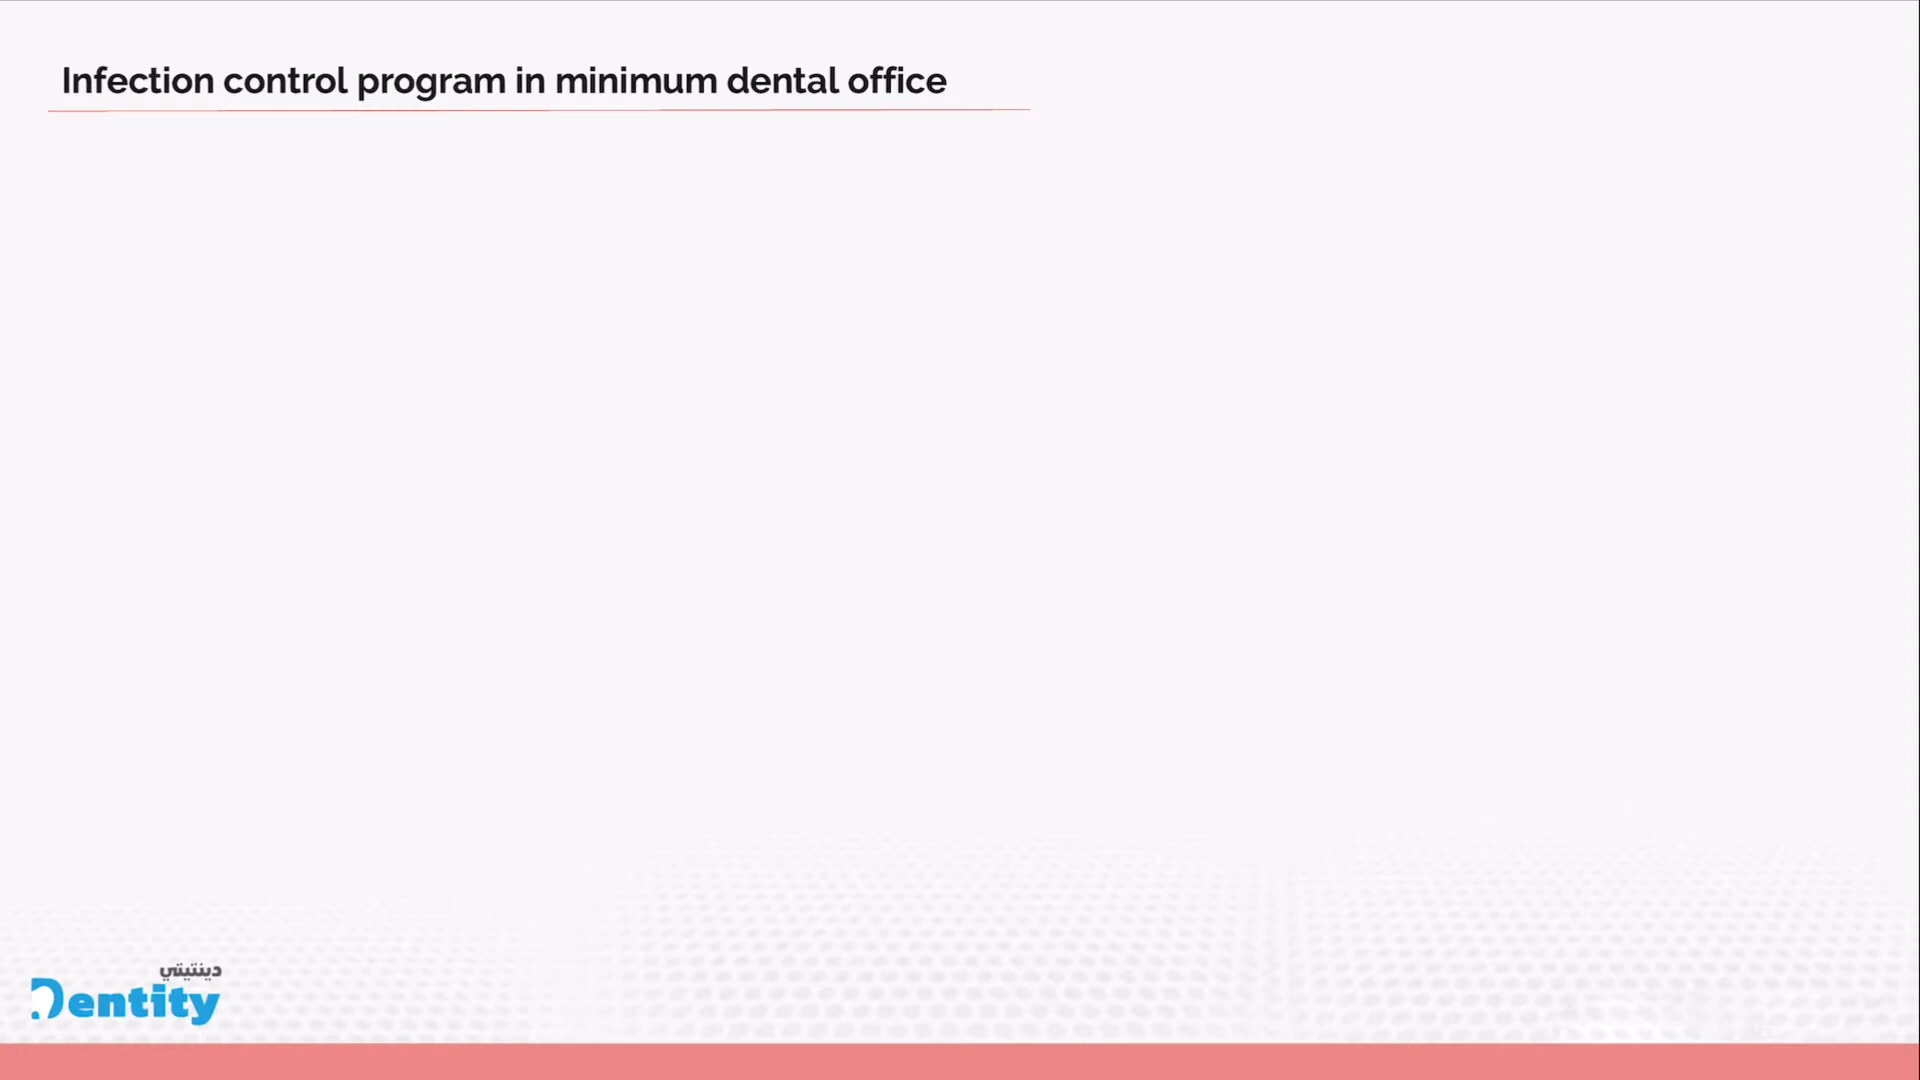 Infection control program in minimum dental office
دينتيتي
Dentity